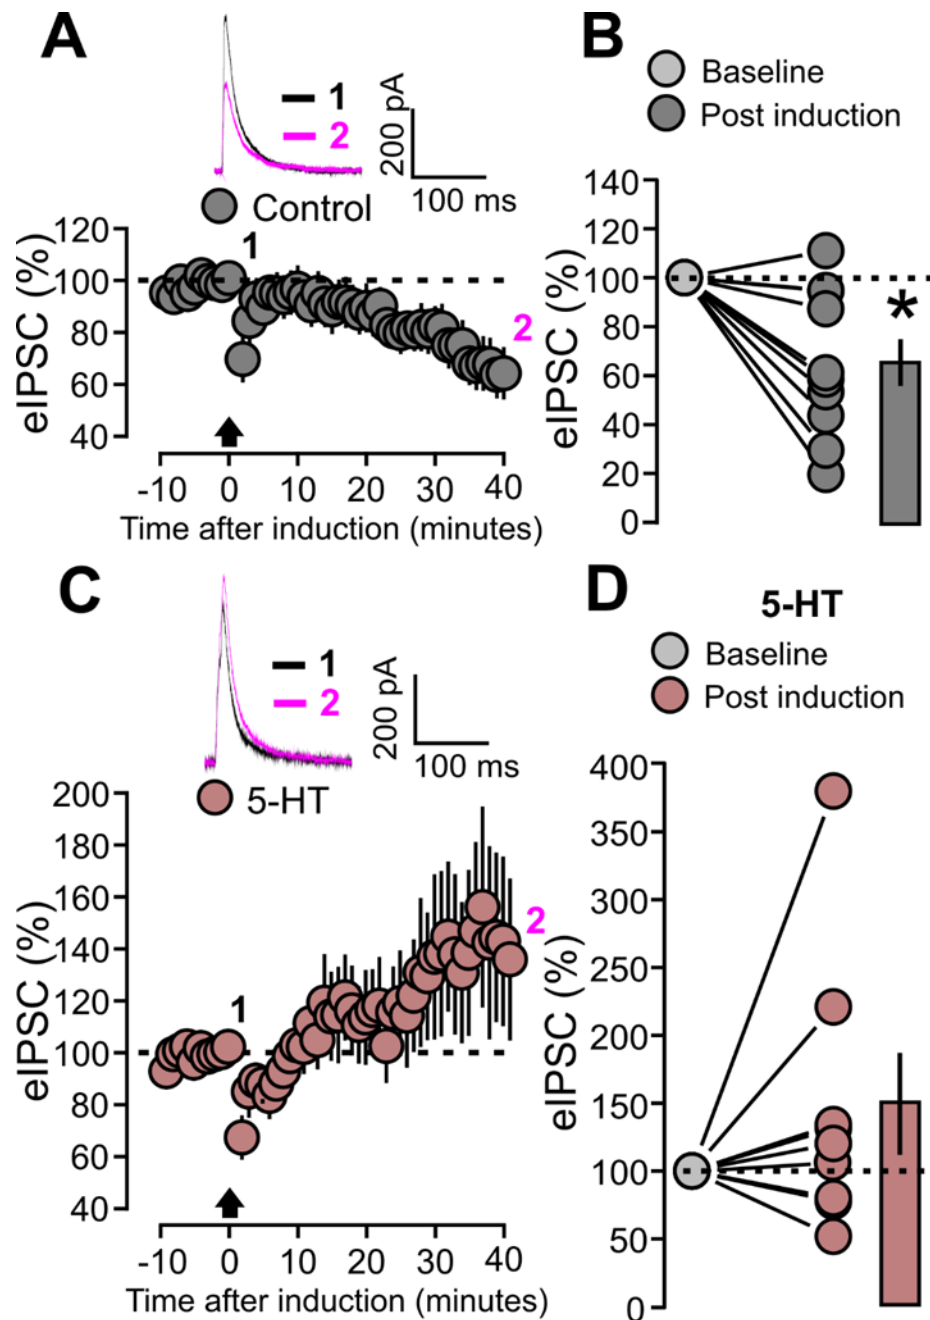 A
1
2
200 pA
100 ms
Control
120
100
80
60
40
eIPSC (%)
1
2
-10 0 10 20 30 40
Time after induction (minutes)
B
Baseline
Post induction
140
120
100
80
60
40
20
0
eIPSC (%)
*
C
1
2
200 pA
100 ms
5-HT
200
180
160
140
120
100
80
60
40
eIPSC (%)
1
2
-10 0 10 20 30 40
Time after induction (minutes)
D
5-HT
Baseline
Post induction
400
350
300
250
200
150
100
50
0
eIPSC (%)